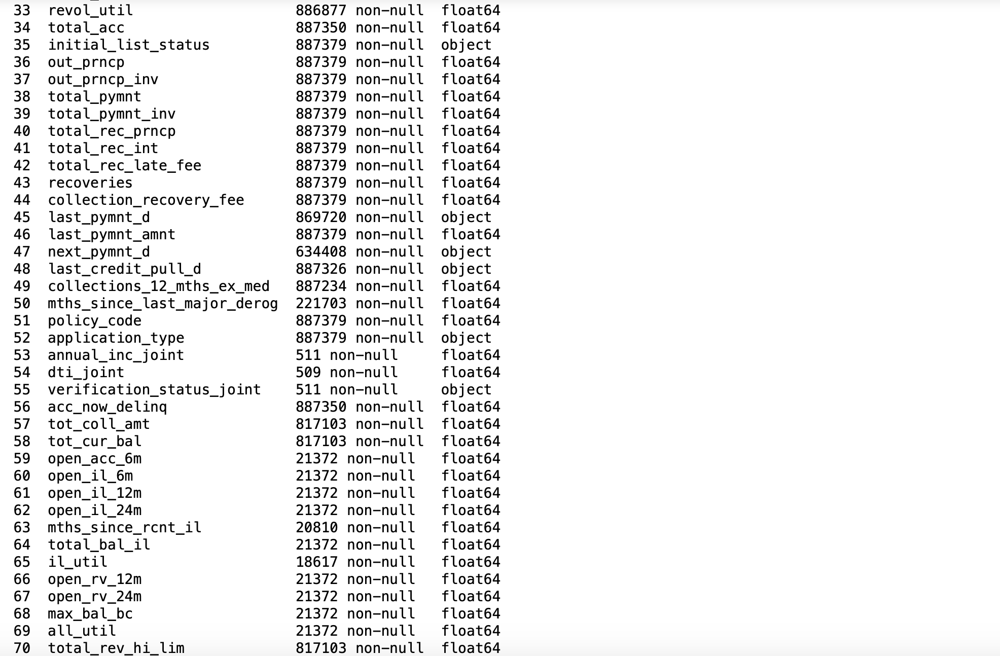 33 revol_util 886877 non-null float64
34 total_acc 887350 non-null float64
35 initial_list_status 887379 non-null object
36 out_prncp 887379 non-null float64
37 out_prncp_inv 887379 non-null float64
38 total_pymnt 887379 non-null float64
39 total_pymnt_inv 887379 non-null float64
40 total_rec_prncp 887379 non-null float64
41 total_rec_int 887379 non-null float64
42 total_rec_late_fee 887379 non-null float64
43 recoveries 887379 non-null float64
44 collection_recovery_fee 887379 non-null float64
45 last_pymnt_d 869720 non-null object
46 last_pymnt_amnt 887379 non-null float64
47 next_pymnt_d 634408 non-null object
48 last_credit_pull_d 887326 non-null object
49 collections_12_mths_ex_med 887234 non-null float64
50 mths_since_last_major_derog 221703 non-null float64
51 policy_code 887379 non-null float64
52 application_type 887379 non-null object
53 annual_inc_joint 511 non-null float64
54 dti_joint 509 non-null float64
55 verification_status_joint 511 non-null object
56 acc_now_delinq 887350 non-null float64
57 tot_coll_amt 817103 non-null float64
58 tot_cur_bal 817103 non-null float64
59 open_acc_6m 21372 non-null float64
60 open_il_6m 21372 non-null float64
61 open_il_12m 21372 non-null float64
62 open_il_24m 21372 non-null float64
63 mths_since_rcnt_il 20810 non-null float64
64 total_bal_il 21372 non-null float64
65 il_util 18617 non-null float64
66 open_rv_12m 21372 non-null float64
67 open_rv_24m 21372 non-null float64
68 max_bal_bc 21372 non-null float64
69 all_util 21372 non-null float64
70 total_rev_hi_lim 817103 non-null float64